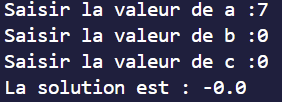 Saisir la valeur de a :7
Saisir la valeur de b :0
Saisir la valeur de c :0
La solution est : -0.0